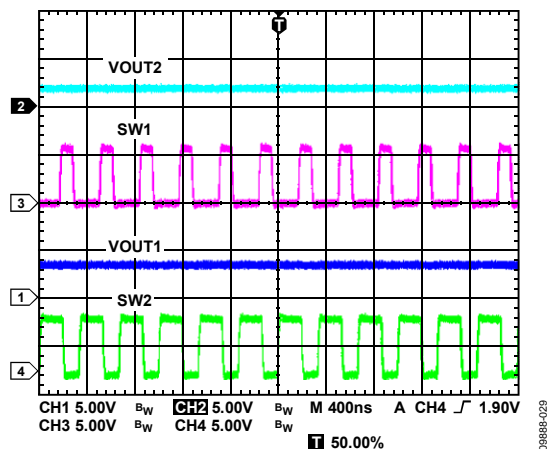 T
VOUT2
2
SW1
3
VOUT1
1
SW2
4
CH1 5.00V BW CH2 5.00V BW M 400ns A CH4 1.90V
CH3 5.00V BW CH4 5.00V BW
T 50.00%
09888-029